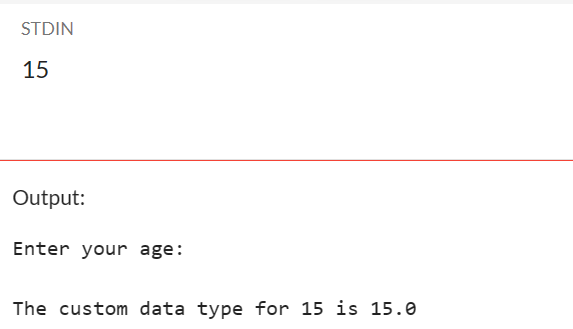 STDIN
15
Output:
Enter your age:
The custom data type for 15 is 15.0